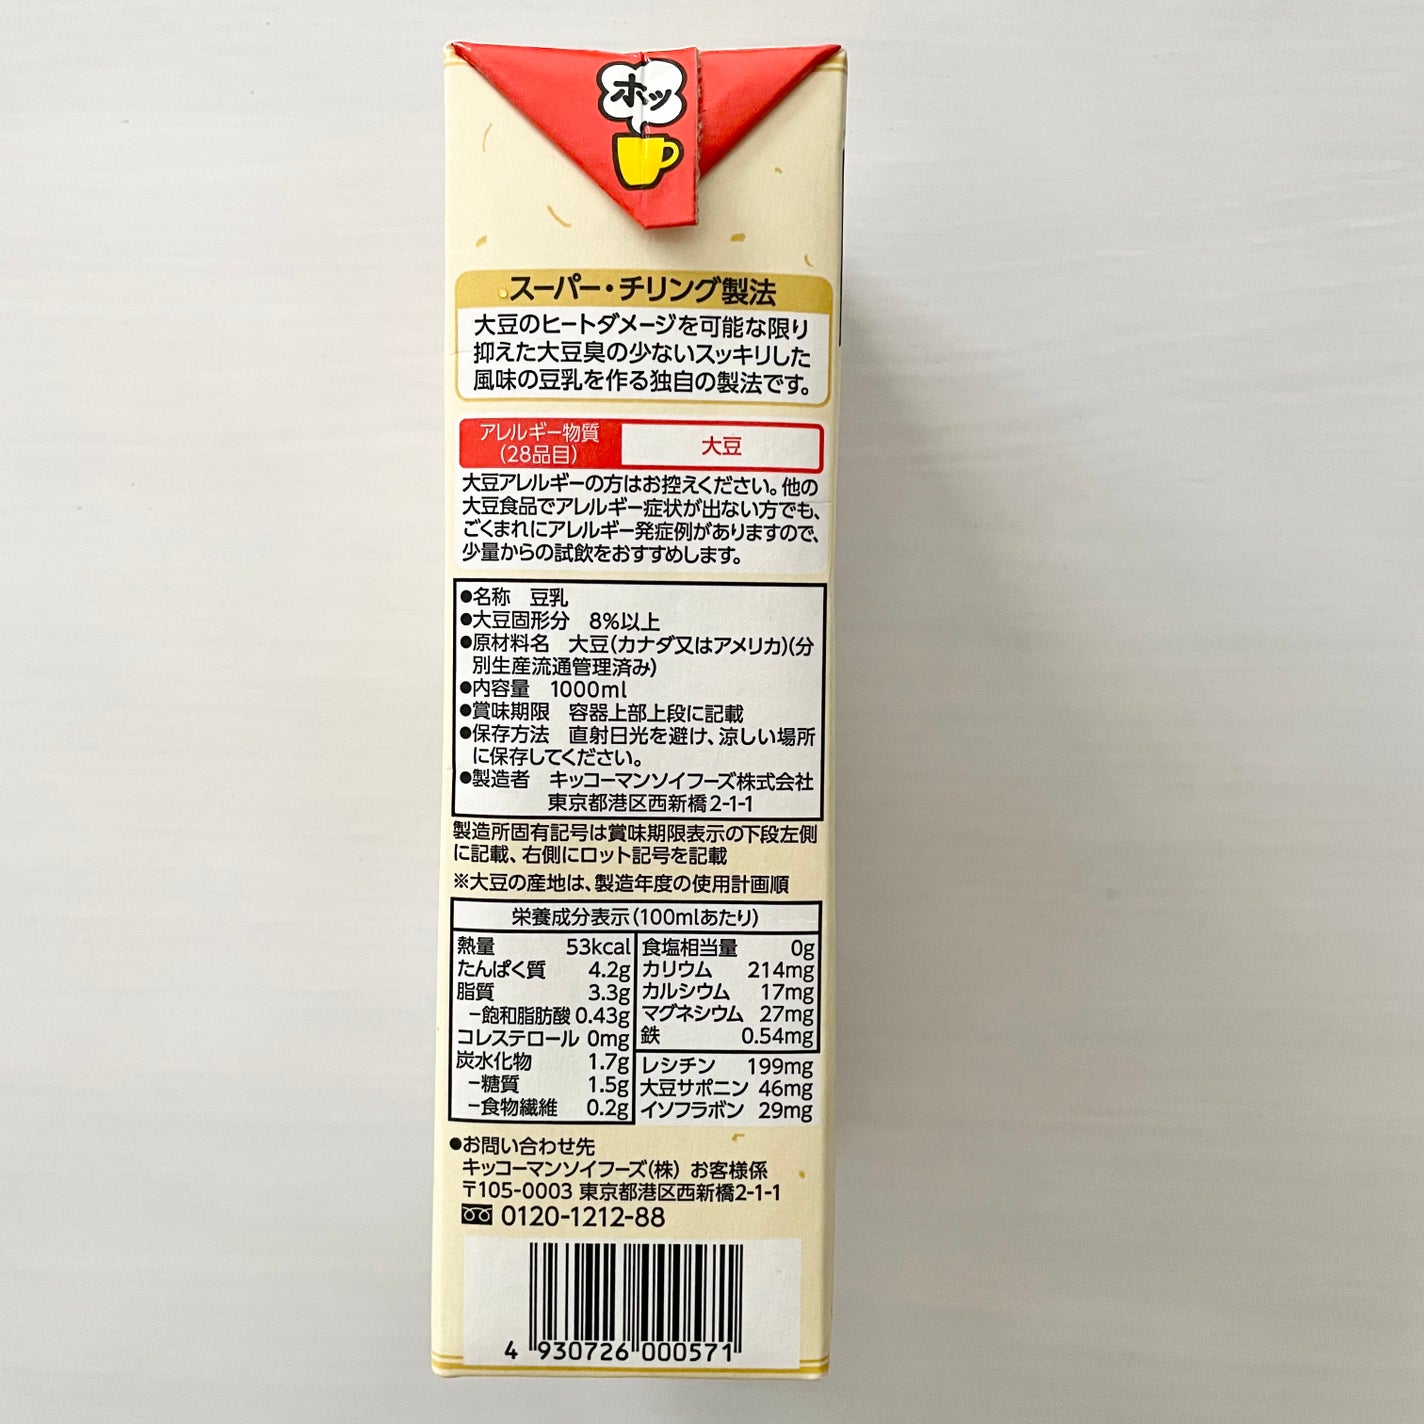 ホッ
スーパー・チリング製法
大豆のヒートダメージを可能な限り
抑えた大豆臭の少ないスッキリした
風味の豆乳を作る独自の製法です。
アレルギー物質
(28品目)
大豆
大豆アレルギーの方はお控えください。他の
大豆食品でアレルギー症状が出ない方でも、
ごくまれにアレルギー発症例がありますので、
少量からの試飲をおすすめします。
●名称 豆乳
●大豆固形分 8%以上
●原材料名 大豆(カナダ又はアメリカ)(分
別生産流通管理済み)
●内容量 1000ml
●賞味期限 容器上部上段に記載
●保存方法 直射日光を避け、涼しい場所
に保存してください。
●製造者 キッコーマンソイフーズ株式会社
東京都港区西新橋2-1-1
製造所固有記号は賞味期限表示の下段左側
に記載、右側にロット記号を記載
※大豆の産地は、製造年度の使用計画順
栄養成分表示(100mlあたり)
熱量 53kcal
たんぱく質 4.2g
脂質 3.3g
-飽和脂肪酸 0.43g
コレステロール 0mg
炭水化物 1.7g
-糖質 1.5g
-食物繊維 0.2g
食塩相当量 0g
カリウム 214mg
カルシウム 17mg
マグネシウム 27mg
鉄 0.54mg
レシチン 199mg
大豆サポニン 46mg
イソフラボン 29mg
●お問い合わせ先
キッコーマンソイフーズ(株) お客様係
〒105-0003 東京都港区西新橋2-1-1
0120-1212-88
4 930726 000571